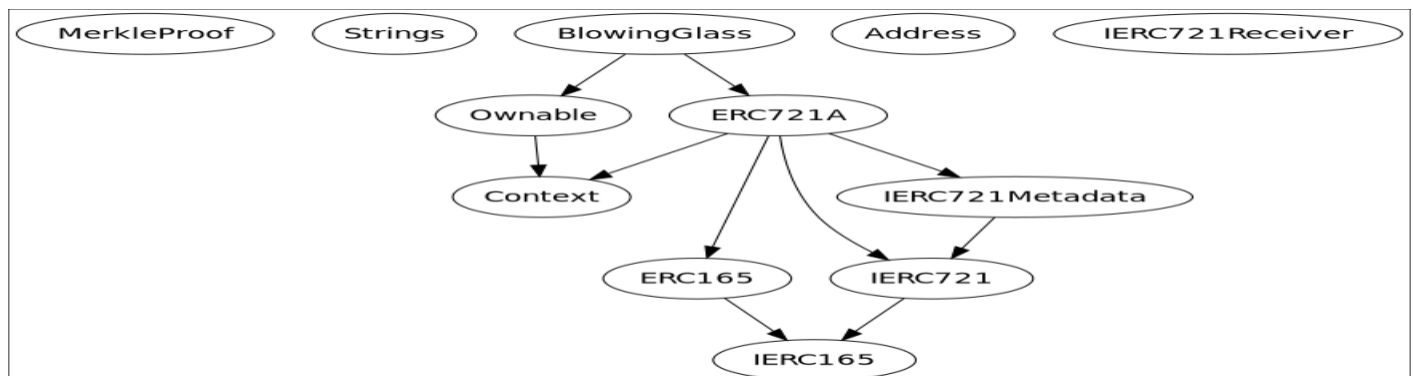 MerkleProof Strings BlowingGlass Address IERC721Receiver
Ownable ERC721A
Context IERC721Metadata
ERC165 IERC721
IERC165